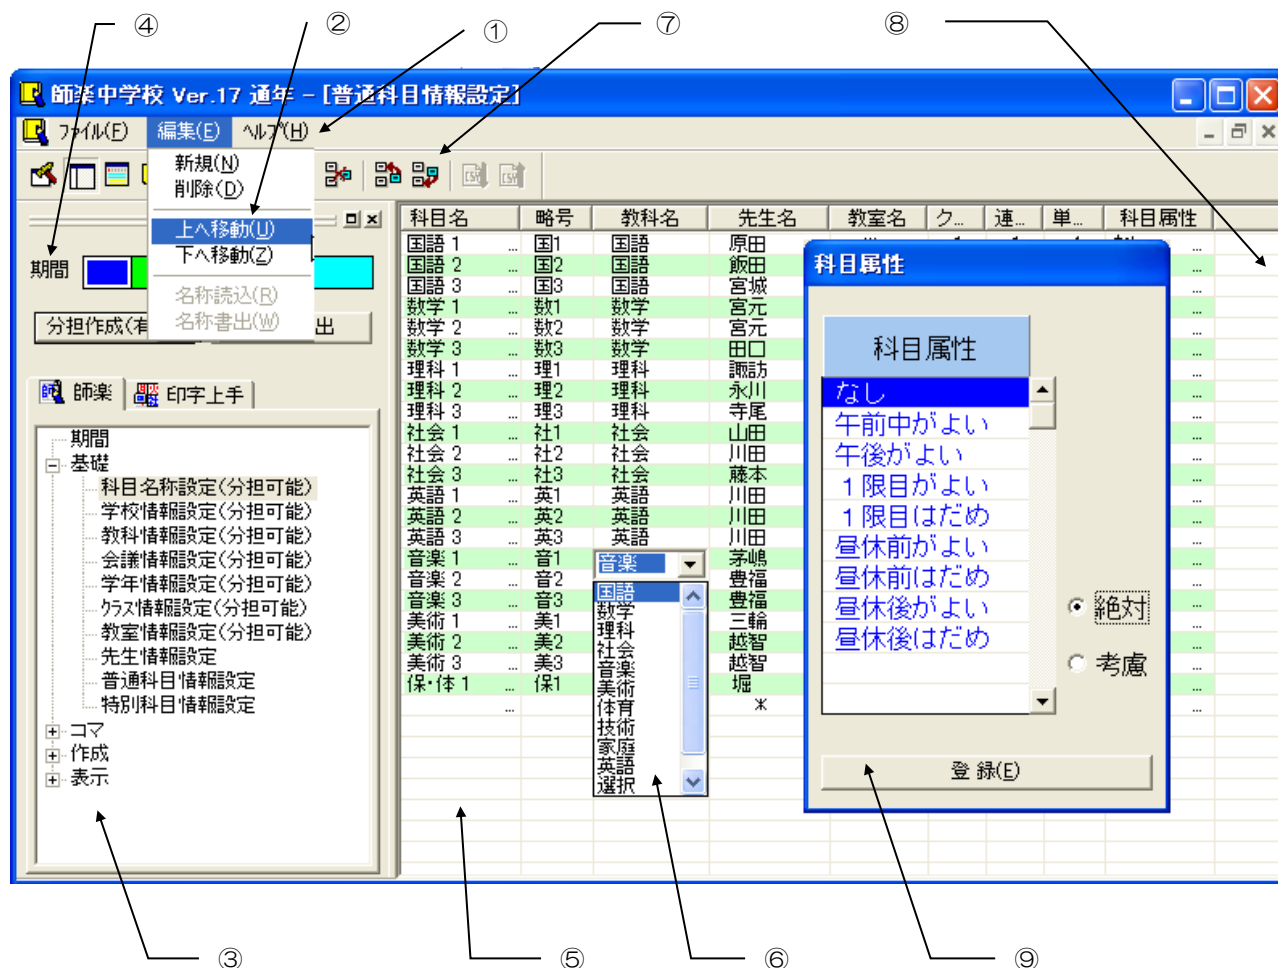 ④ ② ① ⑦ ⑧
師楽中学校 Ver.17 通年 - [普通科目情報設定]
ファイル(F) 編集(E) ヘルプ(H)
新規(N)
削除(D)
上へ移動(U)
下へ移動(Z)
名称読込(R)
名称書出(W)
期間
分担作成(有 出
師楽 印字上手
期間
基礎
科目名称設定(分担可能)
学校情報設定(分担可能)
教科情報設定(分担可能)
会議情報設定(分担可能)
学年情報設定(分担可能)
クラス情報設定(分担可能)
教室情報設定(分担可能)
先生情報設定
普通科目情報設定
特別科目情報設定
コマ
作成
表示
科目名 略号 教科名 先生名 教室名 ク... 連... 単... 科目属性
国語 1 ... 国1 国語 原田
国語 2 ... 国2 国語 飯田 ...
国語 3 ... 国3 国語 宮城 ...
数学 1 ... 数1 数学 宮元 ...
数学 2 ... 数2 数学 宮元 ...
数学 3 ... 数3 数学 田口 ...
理科 1 ... 理1 理科 諏訪 ...
理科 2 ... 理2 理科 永川 ...
理科 3 ... 理3 理科 寺尾 ...
社会 1 ... 社1 社会 山田 ...
社会 2 ... 社2 社会 川田 ...
社会 3 ... 社3 社会 藤本 ...
英語 1 ... 英1 英語 川田 ...
英語 2 ... 英2 英語 川田 ...
英語 3 ... 英3 英語 川田 ...
音楽 1 ... 音1 音楽 茅嶋 ...
音楽 2 ... 音2 豊福 ...
音楽 3 ... 音3 豊福 ...
美術 1 ... 美1 三輪 ...
美術 2 ... 美2 越智 ...
美術 3 ... 美3 越智 ...
保・体 1 ... 保1 堀 ...
... * ...
国語
数学
理科
社会
音楽
美術
体育
技術
家庭
英語
選択
科目属性
科目属性
なし
午前中がよい
午後がよい
1限目がよい
1限目はだめ
昼休前がよい
昼休前はだめ
昼休後がよい
昼休後はだめ
絶対
考慮
登録(E)
③ ⑤ ⑥ ⑨